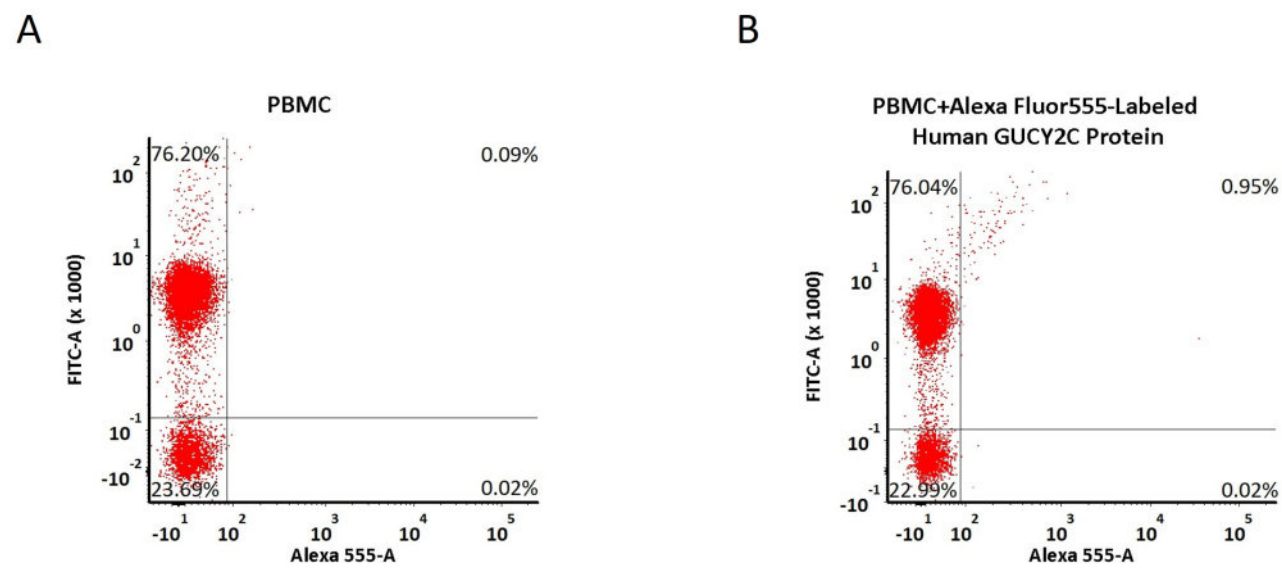 A
PBMC
76.20%
0.09%
10^2
10^1
10^0
10^-1
-10^-2
FITC-A (x 1000)
23.69%
0.02%
-10^1 10^2 10^3 10^4 10^5
Alexa 555-A
B
PBMC+Alexa Fluor555-Labeled
Human GUCY2C Protein
76.04%
0.95%
10^2
10^1
10^0
10^-1
-10^-1
FITC-A (x 1000)
22.99%
0.02%
-10^1 10^2 10^3 10^4 10^5
Alexa 555-A